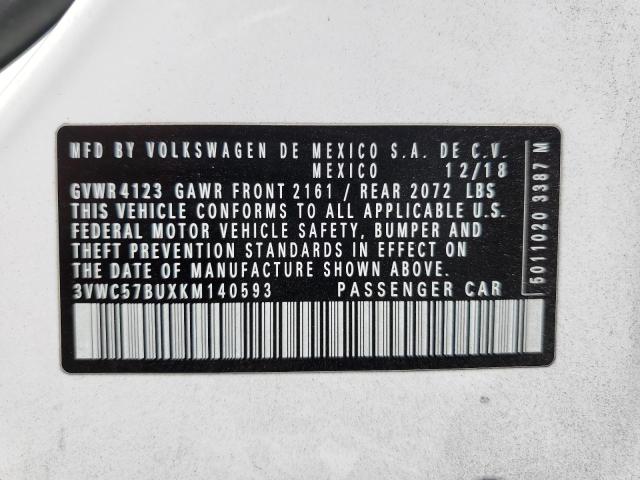 MFD BY VOLKSWAGEN DE MEXICO S.A. DE C.V.
MEXICO 12/18
GVWR4123 GAWR FRONT 2161 / REAR 2072 LBS
THIS VEHICLE CONFORMS TO ALL APPLICABLE U.S.
FEDERAL MOTOR VEHICLE SAFETY, BUMPER AND
THEFT PREVENTION STANDARDS IN EFFECT ON
THE DATE OF MANUFACTURE SHOWN ABOVE.
3VWC57BUXKM140593 PASSENGER CAR
5011020 3387 M